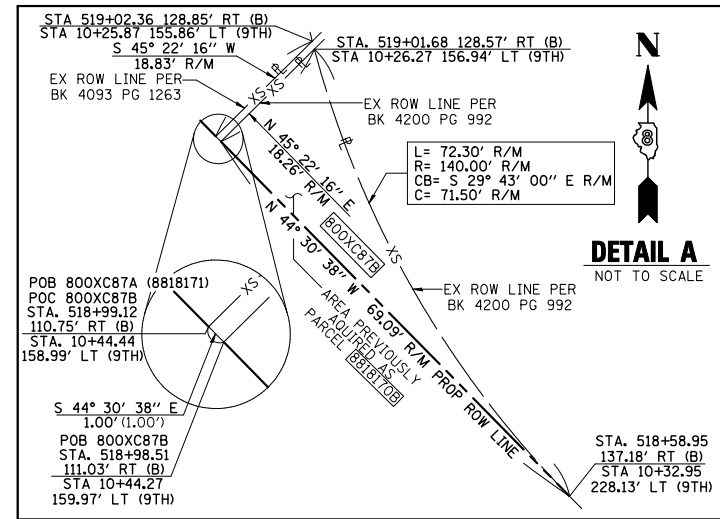 STA 519+02.36 128.85' RT (B)
STA 10+25.87 155.86' LT (9TH)
S 45° 22' 16'' W
18.83' R/M
EX ROW LINE PER
BK 4093 PG 1263
STA. 519+01.68 128.57' RT (B)
STA 10+26.27 156.94' LT (9TH)
EX ROW LINE PER
BK 4200 PG 992
XS
XS
N 45° 22' 16'' E
18.26' R/M
L= 72.30' R/M
R= 140.00' R/M
CB= S 29° 43' 00'' E R/M
C= 71.50' R/M
N
8
DETAIL A
NOT TO SCALE
800XC87B
XS
EX ROW LINE PER
BK 4200 PG 992
N 44° 30' 38'' W 69.09' R/M PROP ROW LINE
AREA PREVIOUSLY
AQUIRED AS
PARCEL 8818170B
POB 800XC87A (8818171)
POC 800XC87B
STA. 518+99.12
110.75' RT (B)
STA. 10+44.44
158.99' LT (9TH)
XS
S 44° 30' 38'' E
1.00' (1.00')
POB 800XC87B
STA. 518+98.51
111.03' RT (B)
STA 10+44.27
159.97' LT (9TH)
STA. 518+58.95
137.18' RT (B)
STA 10+32.95
228.13' LT (9TH)